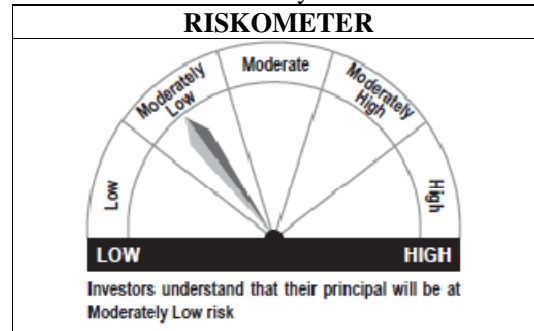 RISKOMETER
Moderate
Moderately
Low
Moderately
High
Low
High
LOW HIGH
Investors understand that their principal will be at
Moderately Low risk